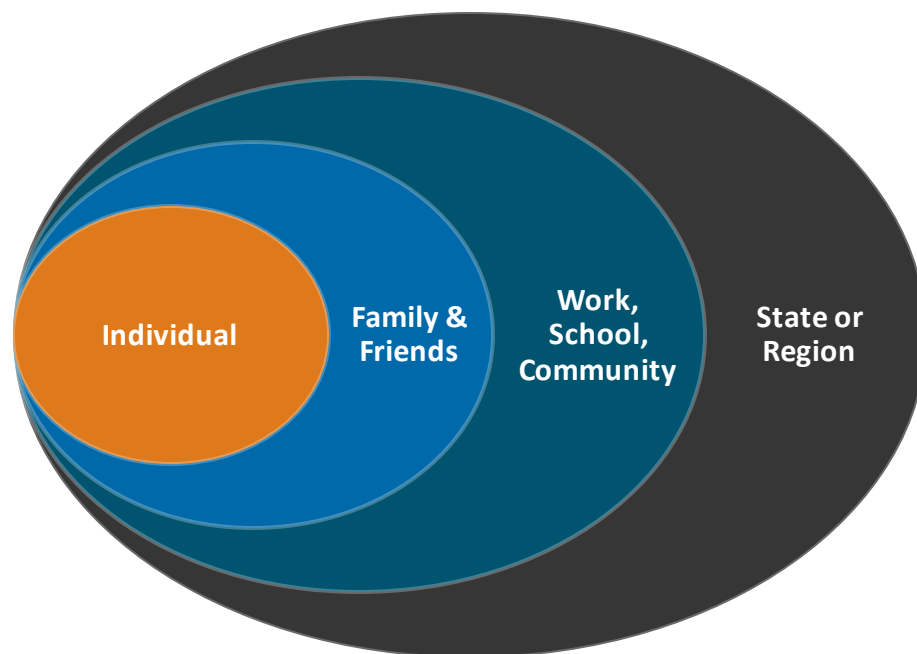 Individual
Family &
Friends
Work,
School,
Community
State or
Region